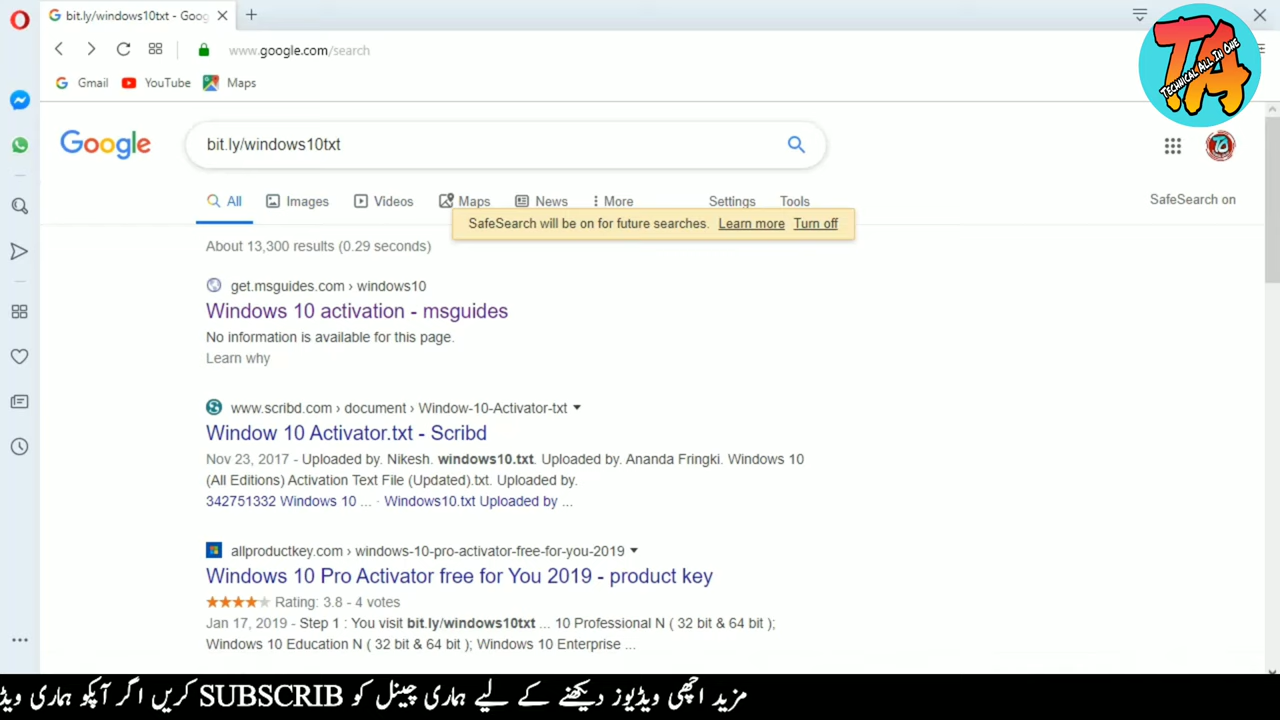 bit.ly/windows10txt - Goog
www.google.com/search
Gmail YouTube Maps
TA
TECHNICAL ALL IN ONE
Google bit.ly/windows10txt
All Images Videos Maps News More Settings Tools
SafeSearch on
SafeSearch will be on for future searches. Learn more Turn off
About 13,300 results (0.29 seconds)
get.msguides.com › windows10
Windows 10 activation - msguides
No information is available for this page.
Learn why
www.scribd.com › document › Window-10-Activator-txt
Window 10 Activator.txt - Scribd
Nov 23, 2017 - Uploaded by. Nikesh. windows10.txt. Uploaded by. Ananda Fringki. Windows 10
(All Editions) Activation Text File (Updated).txt. Uploaded by.
342751332 Windows 10 ... · Windows10.txt Uploaded by ...
allproductkey.com › windows-10-pro-activator-free-for-you-2019
Windows 10 Pro Activator free for You 2019 - product key
Rating: 3.8 - 4 votes
Jan 17, 2019 - Step 1 : You visit bit.ly/windows10txt ... 10 Professional N ( 32 bit & 64 bit );
Windows 10 Education N ( 32 bit & 64 bit ); Windows 10 Enterprise ...
مزید اچھی ویڈیوز دیکھنے کے لیے ہماری چینل کو SUBSCRIB کریں اگر آپکو ہماری ویڈیو